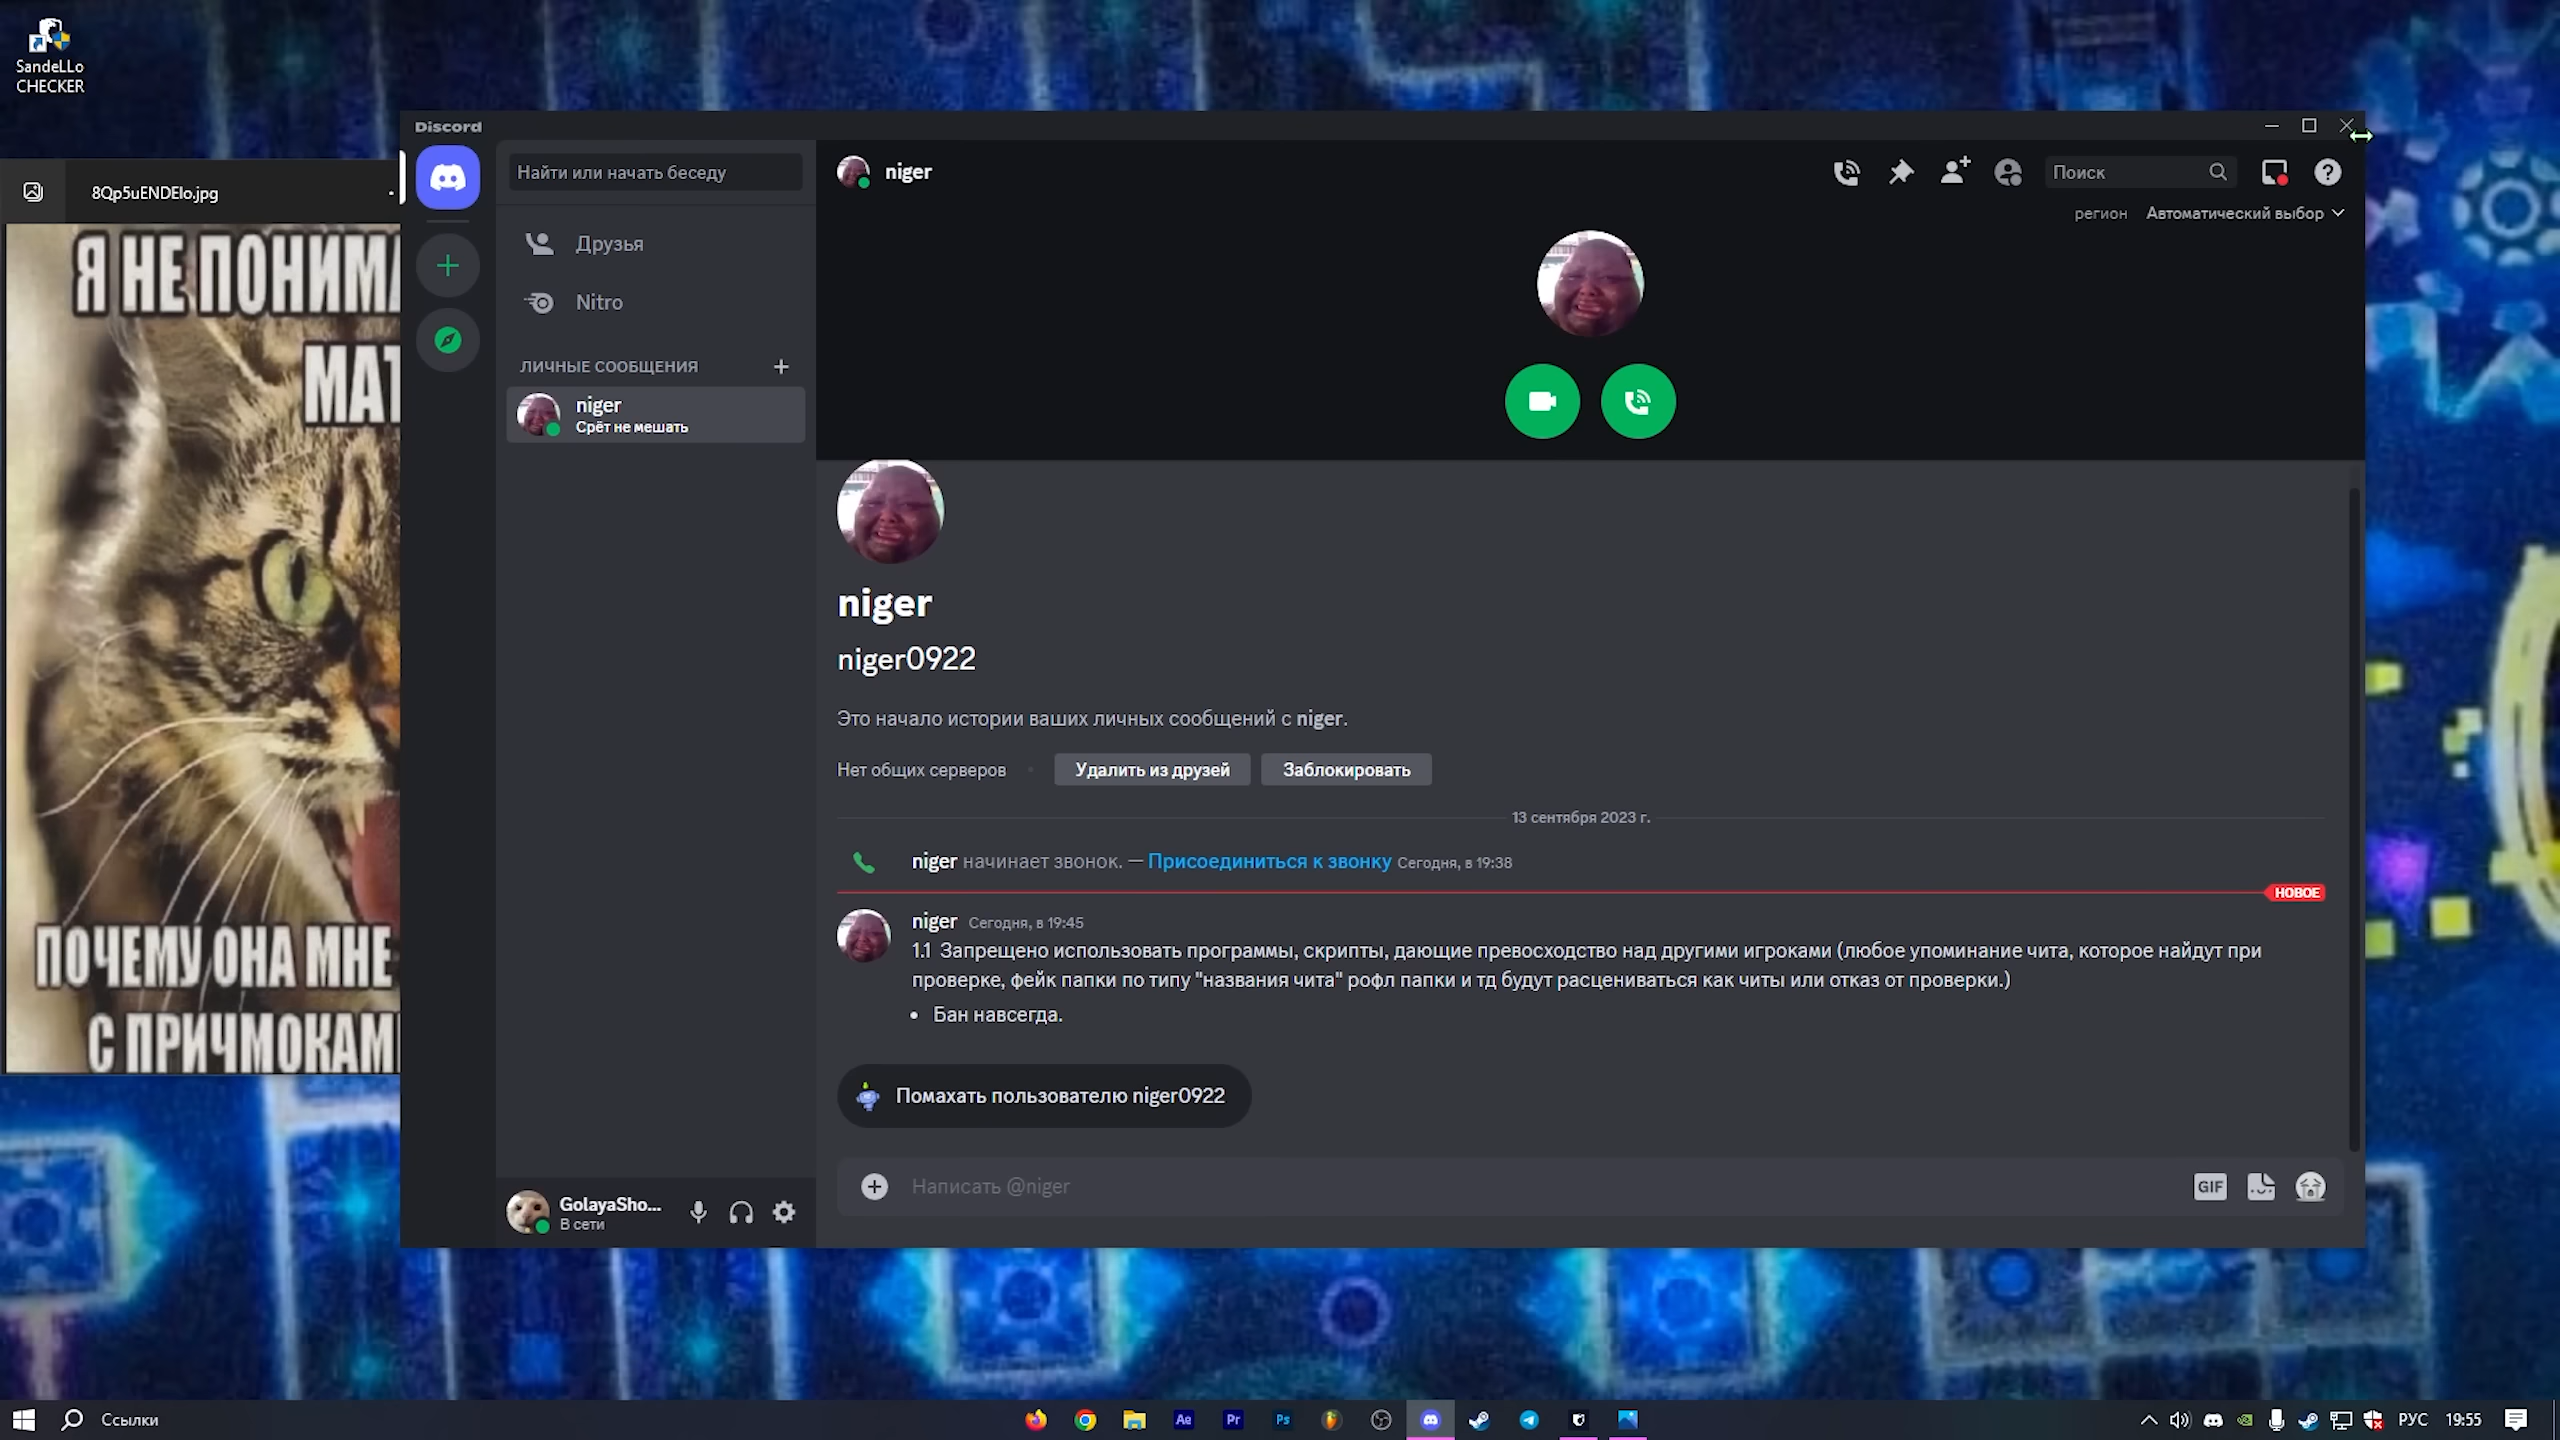 SandeLLo
CHECKER
8Qp5uENDEIo.jpg
Я НЕ ПОНИМ
МАТ
ПОЧЕМУ ОНА МНЕ
С ПРИЧМОКАМ
Discord
Найти или начать беседу
Друзья
Nitro
ЛИЧНЫЕ СООБЩЕНИЯ
niger
Срёт не мешать
GolayaSho...
В сети
niger
Поиск
регион Автоматический выбор
niger
niger0922
Это начало истории ваших личных сообщений с niger.
Нет общих серверов
Удалить из друзей
Заблокировать
13 сентября 2023 г.
niger начинает звонок. — Присоединиться к звонку Сегодня, в 19:38
НОВОЕ
niger Сегодня, в 19:45
1.1 Запрещено использовать программы, скрипты, дающие превосходство над другими игроками (любое упоминание чита, которое найдут при
проверке, фейк папки по типу "названия чита" рофл папки и тд будут расцениваться как читы или отказ от проверки.)
• Бан навсегда.
Помахать пользователю niger0922
Написать @niger
GIF
Ссылки
Ae
Pr
Ps
РУС
19:55